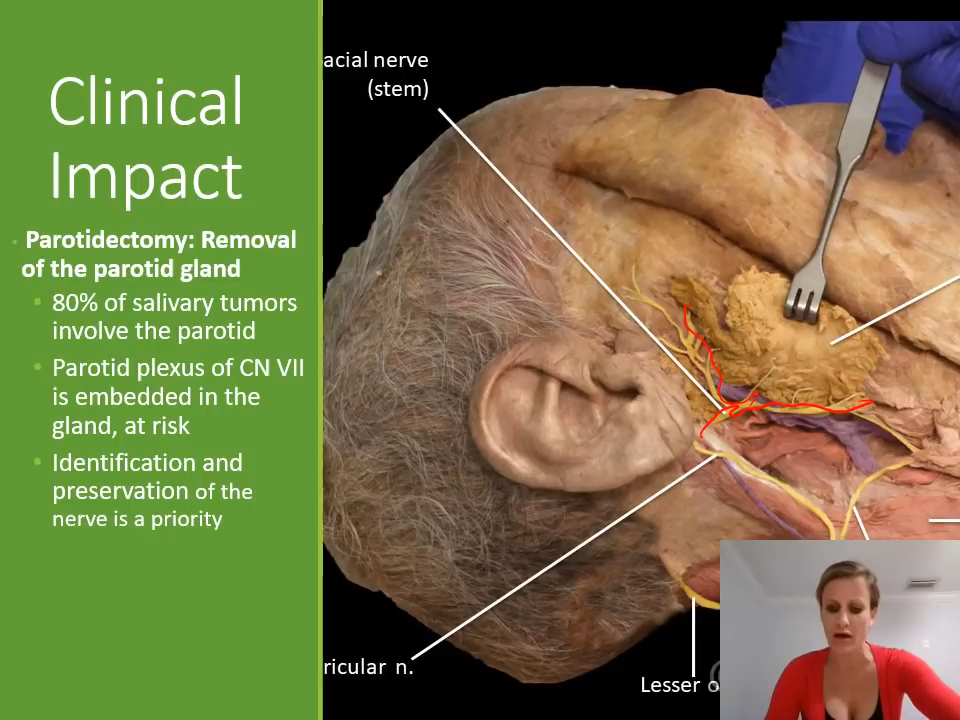 Clinical
Impact
Parotidectomy: Removal
of the parotid gland
80% of salivary tumors
involve the parotid
Parotid plexus of CN VII
is embedded in the
gland, at risk
Identification and
preservation of the
nerve is a priority
acial nerve
(stem)
ricular n.
Lesser o